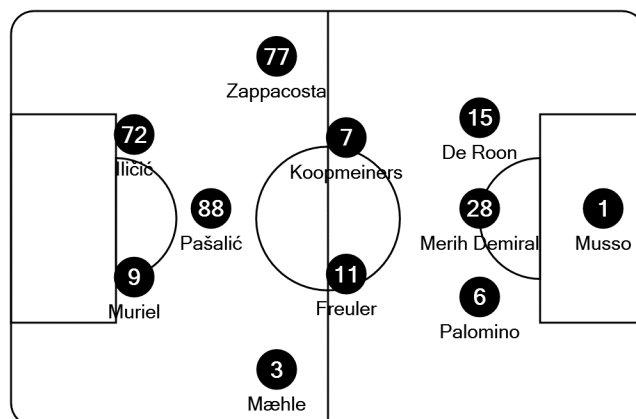 77
Zappacosta
72
Iličić
7
Koopmeiners
15
De Roon
88
Pašalić
28
Merih Demiral
1
Musso
9
Muriel
11
Freuler
6
Palomino
3
Mæhle